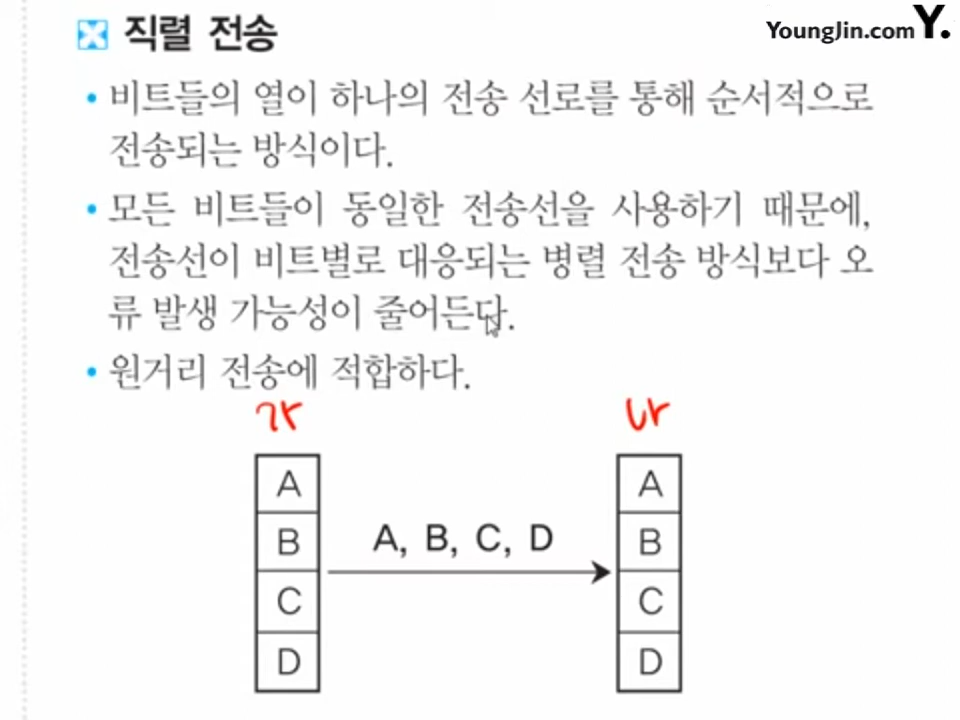 직렬 전송
YoungJin.com Y.
• 비트들의 열이 하나의 전송 선로를 통해 순서적으로
전송되는 방식이다.
• 모든 비트들이 동일한 전송선을 사용하기 때문에,
전송선이 비트별로 대응되는 병렬 전송 방식보다 오
류 발생 가능성이 줄어든다.
• 원거리 전송에 적합하다.
가 나
A A
A, B, C, D
B B
C C
D D